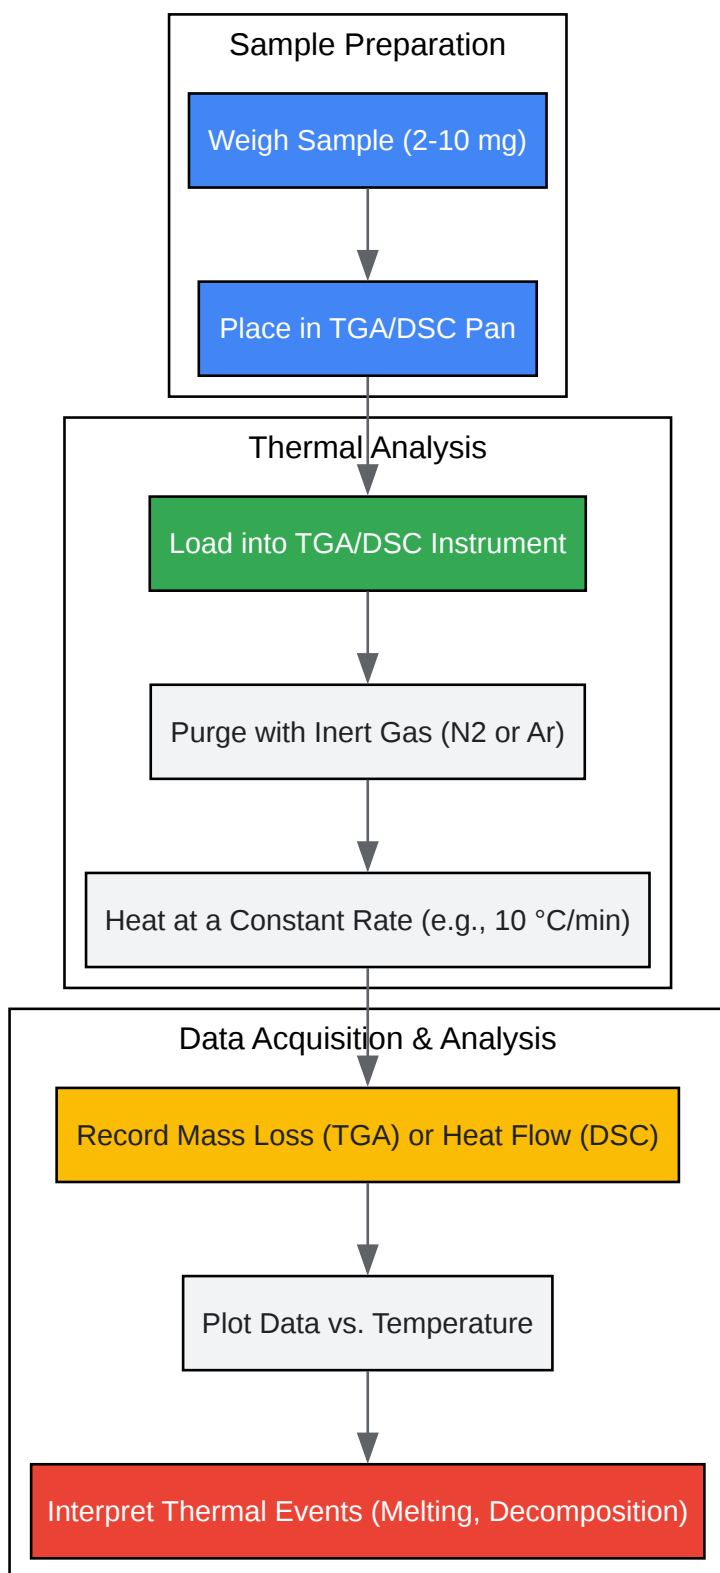 Sample Preparation
Weigh Sample (2-10 mg)
Place in TGA/DSC Pan
Thermal Analysis
Load into TGA/DSC Instrument
Purge with Inert Gas (N2 or Ar)
Heat at a Constant Rate (e.g., 10 °C/min)
Data Acquisition & Analysis
Record Mass Loss (TGA) or Heat Flow (DSC)
Plot Data vs. Temperature
Interpret Thermal Events (Melting, Decomposition)